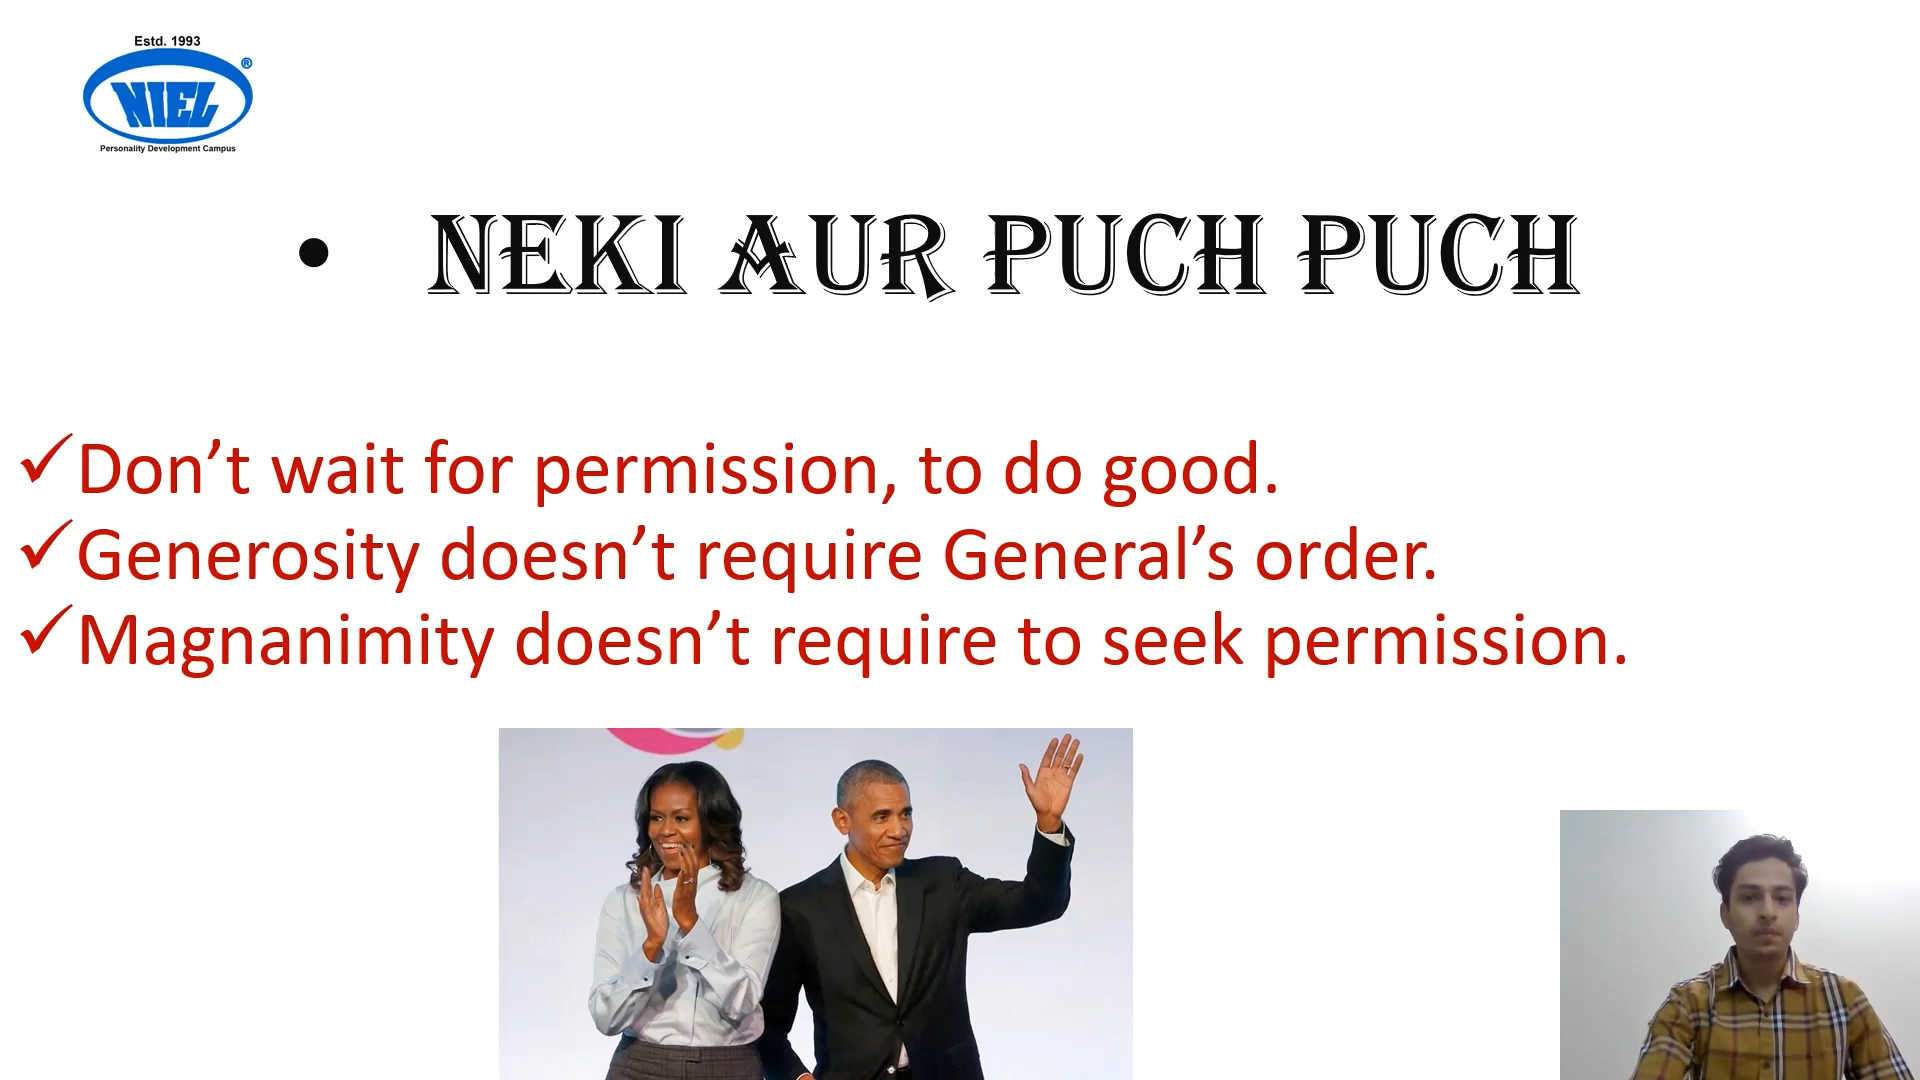 Estd. 1993
NIEL®
Personality Development Campus
• NEKI AUR PUCH PUCH
✓Don’t wait for permission, to do good.
✓Generosity doesn’t require General’s order.
✓Magnanimity doesn’t require to seek permission.